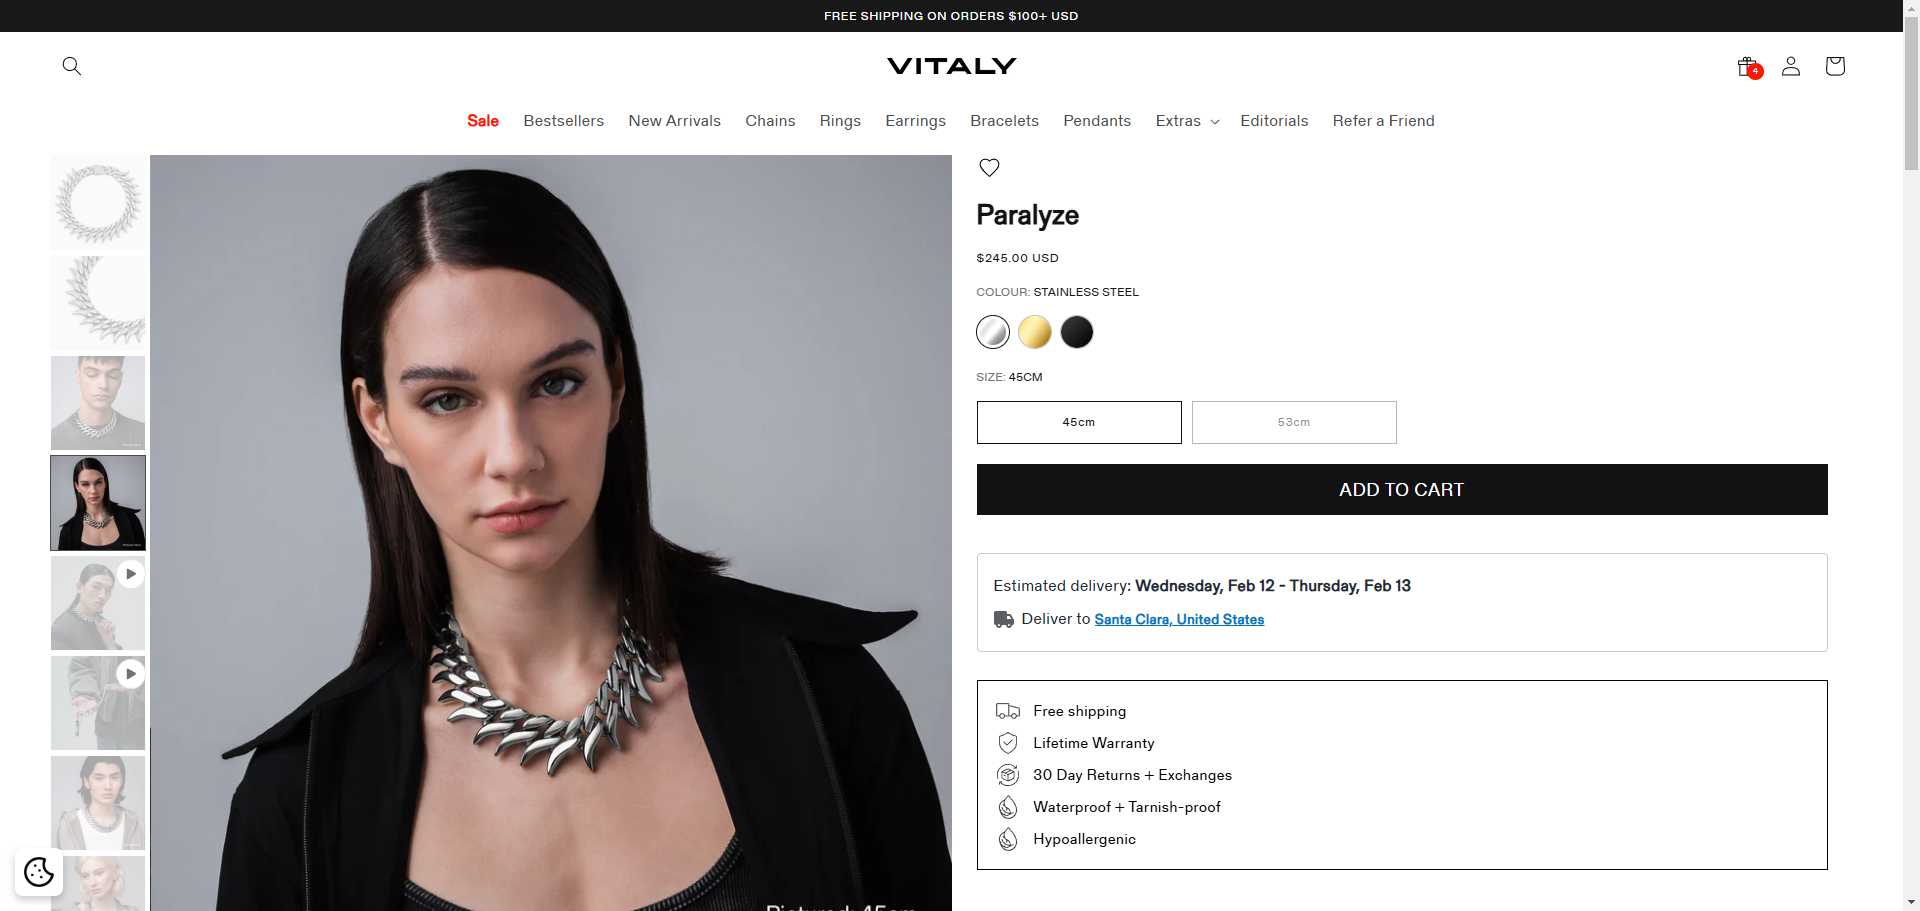 FREE SHIPPING ON ORDERS $100+ USD
VITALY
4
Sale Bestsellers New Arrivals Chains Rings Earrings Bracelets Pendants Extras Editorials Refer a Friend
Paralyze
$245.00 USD
COLOUR: STAINLESS STEEL
SIZE: 45CM
45cm 53cm
ADD TO CART
Estimated delivery: Wednesday, Feb 12 - Thursday, Feb 13
Deliver to Santa Clara, United States
Free shipping
Lifetime Warranty
30 Day Returns + Exchanges
Waterproof + Tarnish-proof
Hypoallergenic
Pictured: 45cm